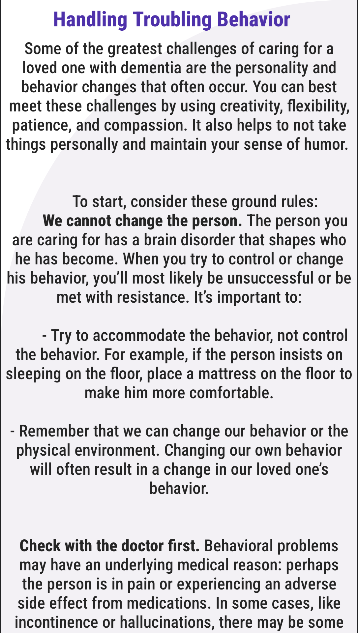 Handling Troubling Behavior
Some of the greatest challenges of caring for a
loved one with dementia are the personality and
behavior changes that often occur. You can best
meet these challenges by using creativity, flexibility,
patience, and compassion. It also helps to not take
things personally and maintain your sense of humor.
To start, consider these ground rules:
We cannot change the person. The person you
are caring for has a brain disorder that shapes who
he has become. When you try to control or change
his behavior, you'll most likely be unsuccessful or be
met with resistance. It's important to:
- Try to accommodate the behavior, not control
the behavior. For example, if the person insists on
sleeping on the floor, place a mattress on the floor to
make him more comfortable.
- Remember that we can change our behavior or the
physical environment. Changing our own behavior
will often result in a change in our loved one's
behavior.
Check with the doctor first. Behavioral problems
may have an underlying medical reason: perhaps
the person is in pain or experiencing an adverse
side effect from medications. In some cases, like
incontinence or hallucinations, there may be some